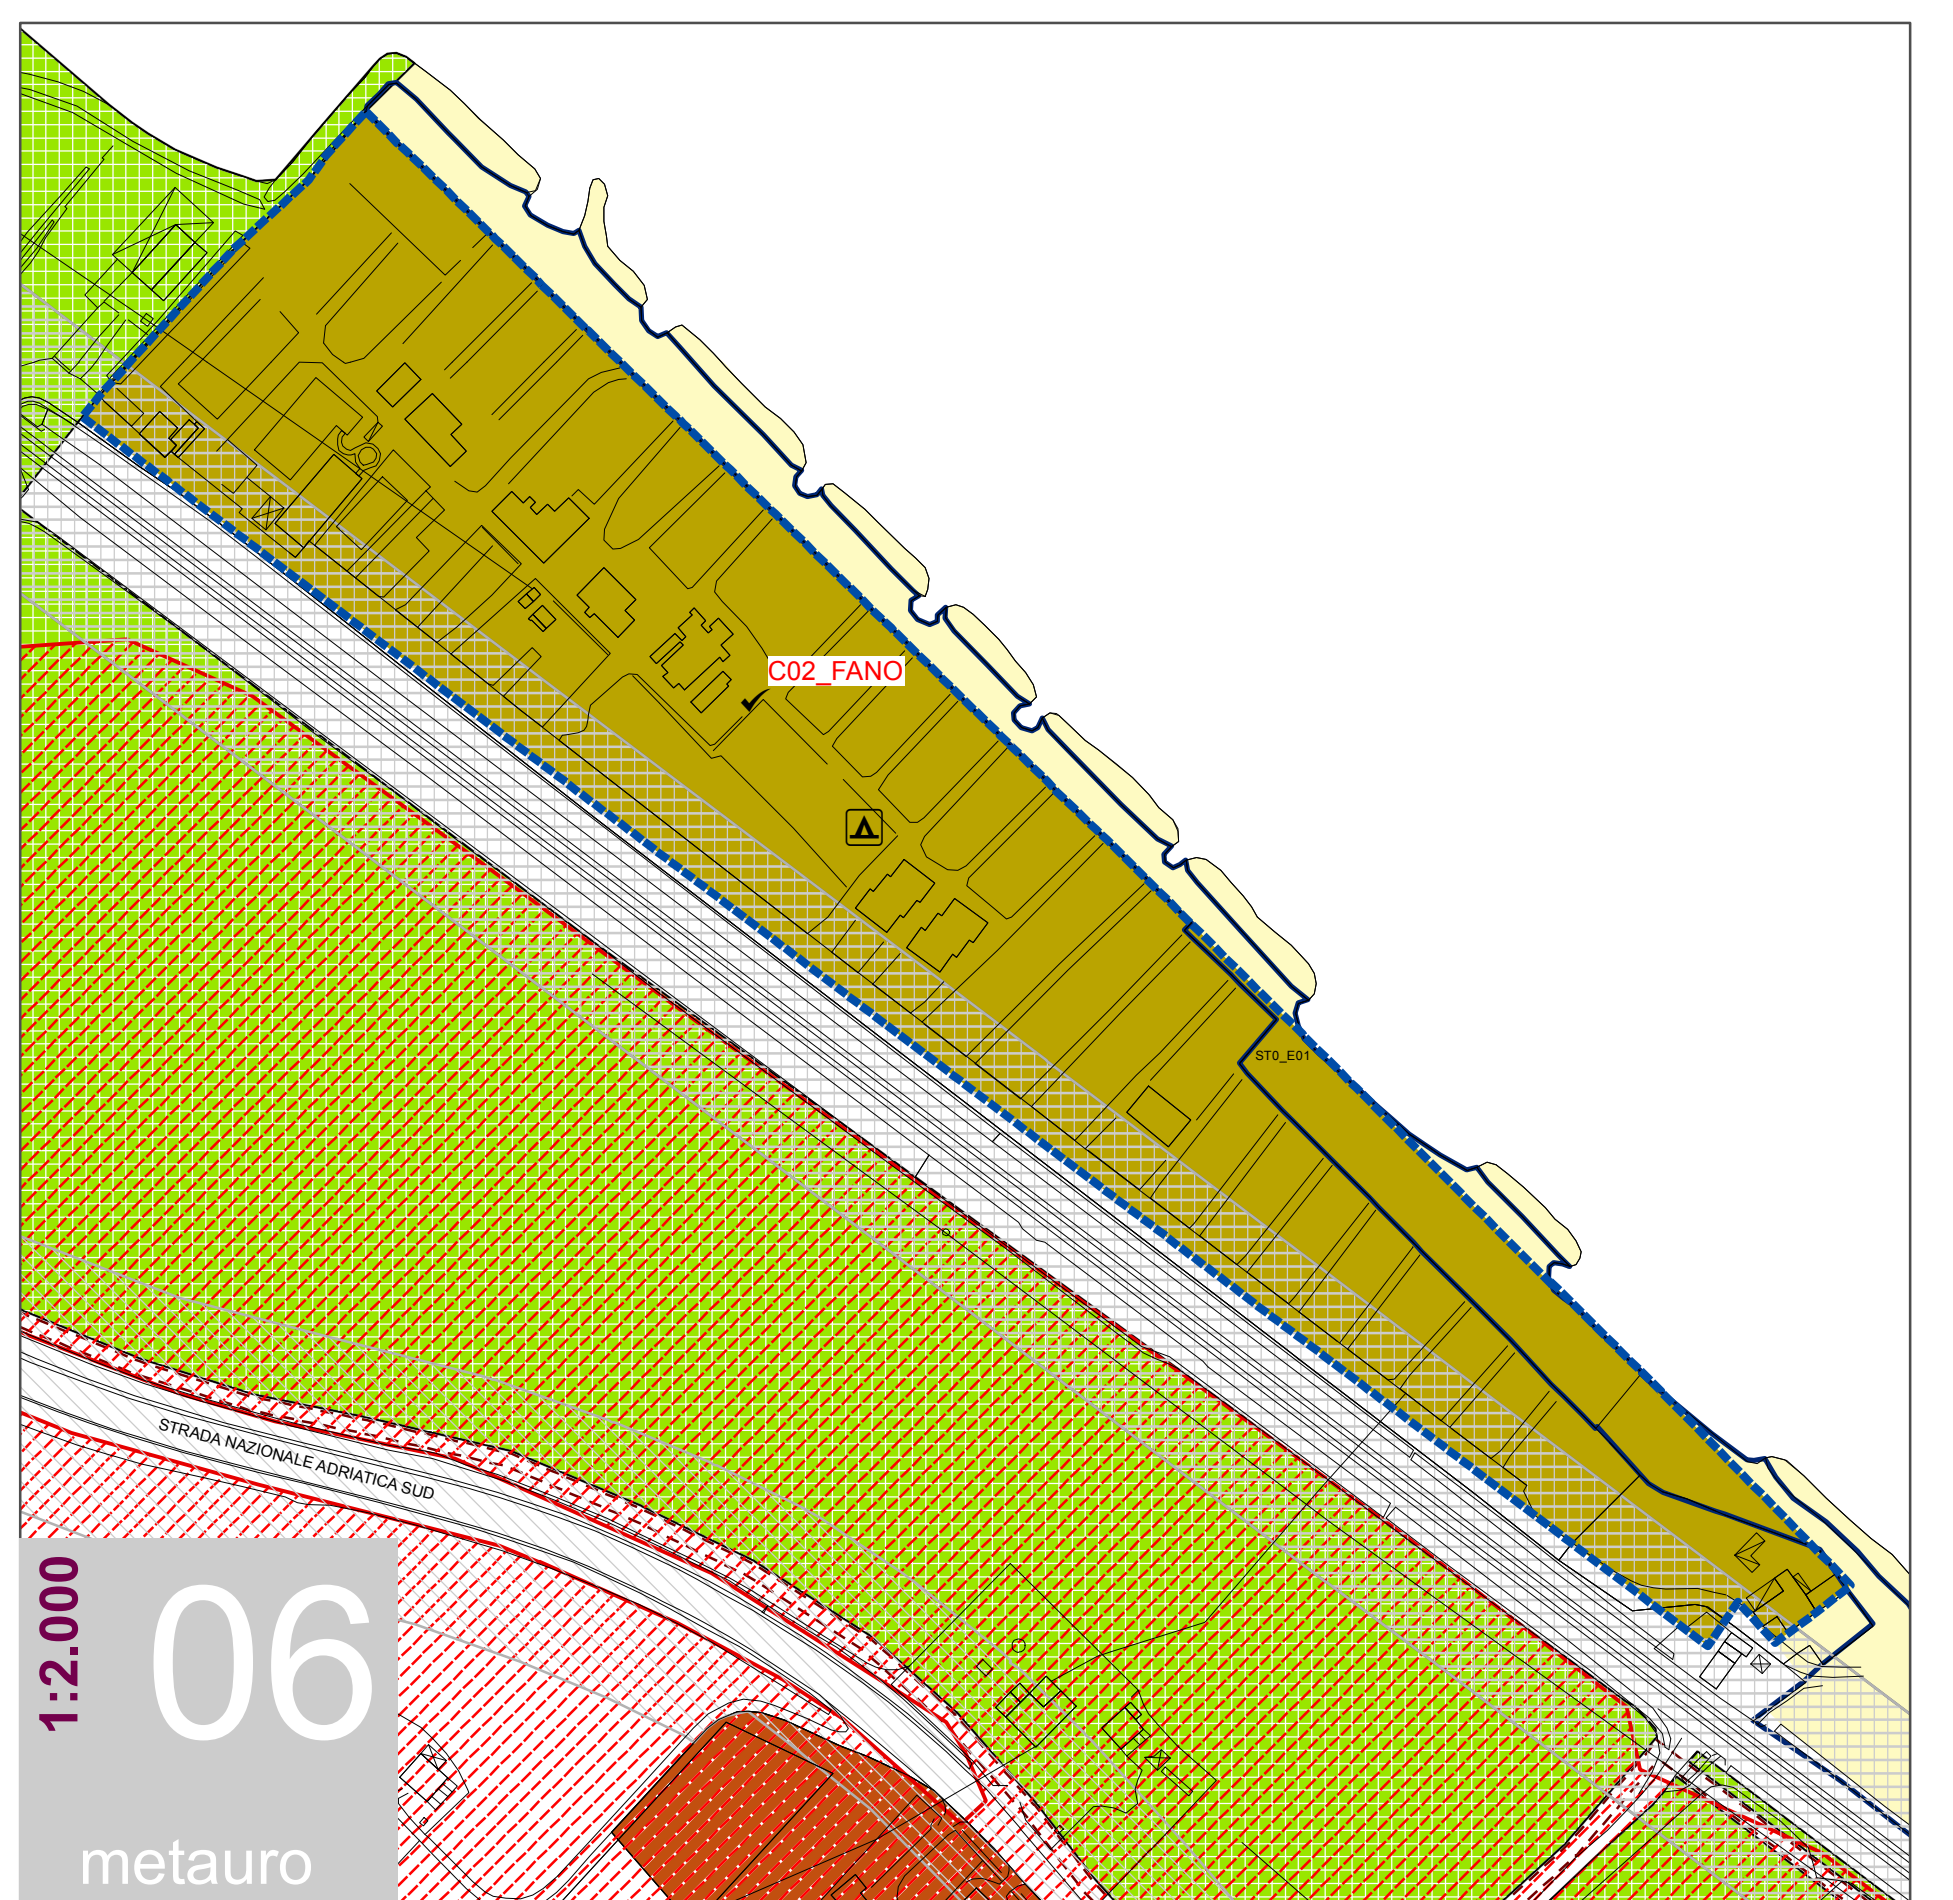 C02_FANO
ST0_E01
STRADA NAZIONALE ADRIATICA SUD
1:2.000
06
metauro